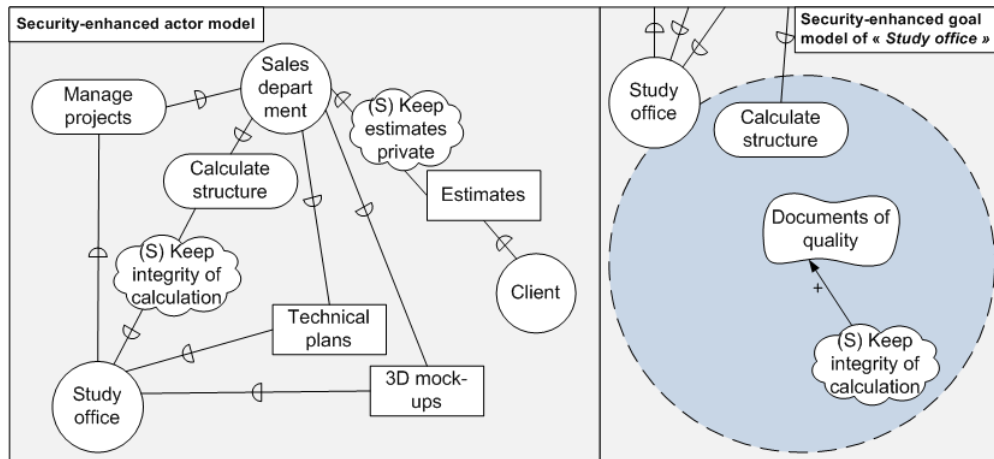 Security-enhanced actor model
Sales
depart
ment
Manage
projects
(S) Keep
estimates
private
Calculate
structure
Estimates
(S) Keep
integrity of
calculation
Client
Technical
plans
3D mock-
ups
Study
office
Security-enhanced goal
model of « Study office »
Study
office
Calculate
structure
Documents of
quality
+
(S) Keep
integrity of
calculation